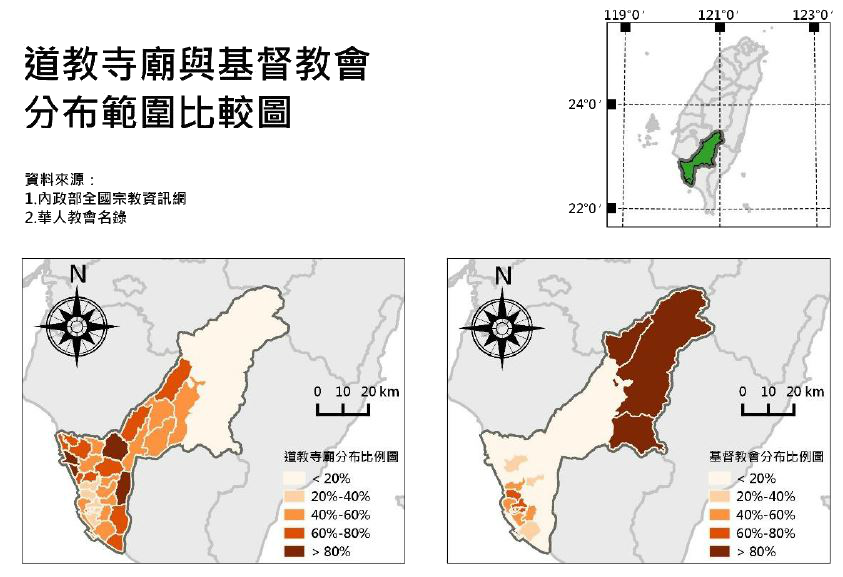 119°0′ 121°0′ 123°0′
道教寺廟與基督教會
分布範圍比較圖
24°0′
資料來源：
1.內政部全國宗教資訊網
2.華人教會名錄
22°0′
N
0 10 20 km
道教寺廟分布比例圖
< 20%
20%-40%
40%-60%
60%-80%
> 80%
N
0 10 20 km
基督教會分布比例圖
< 20%
20%-40%
40%-60%
60%-80%
> 80%